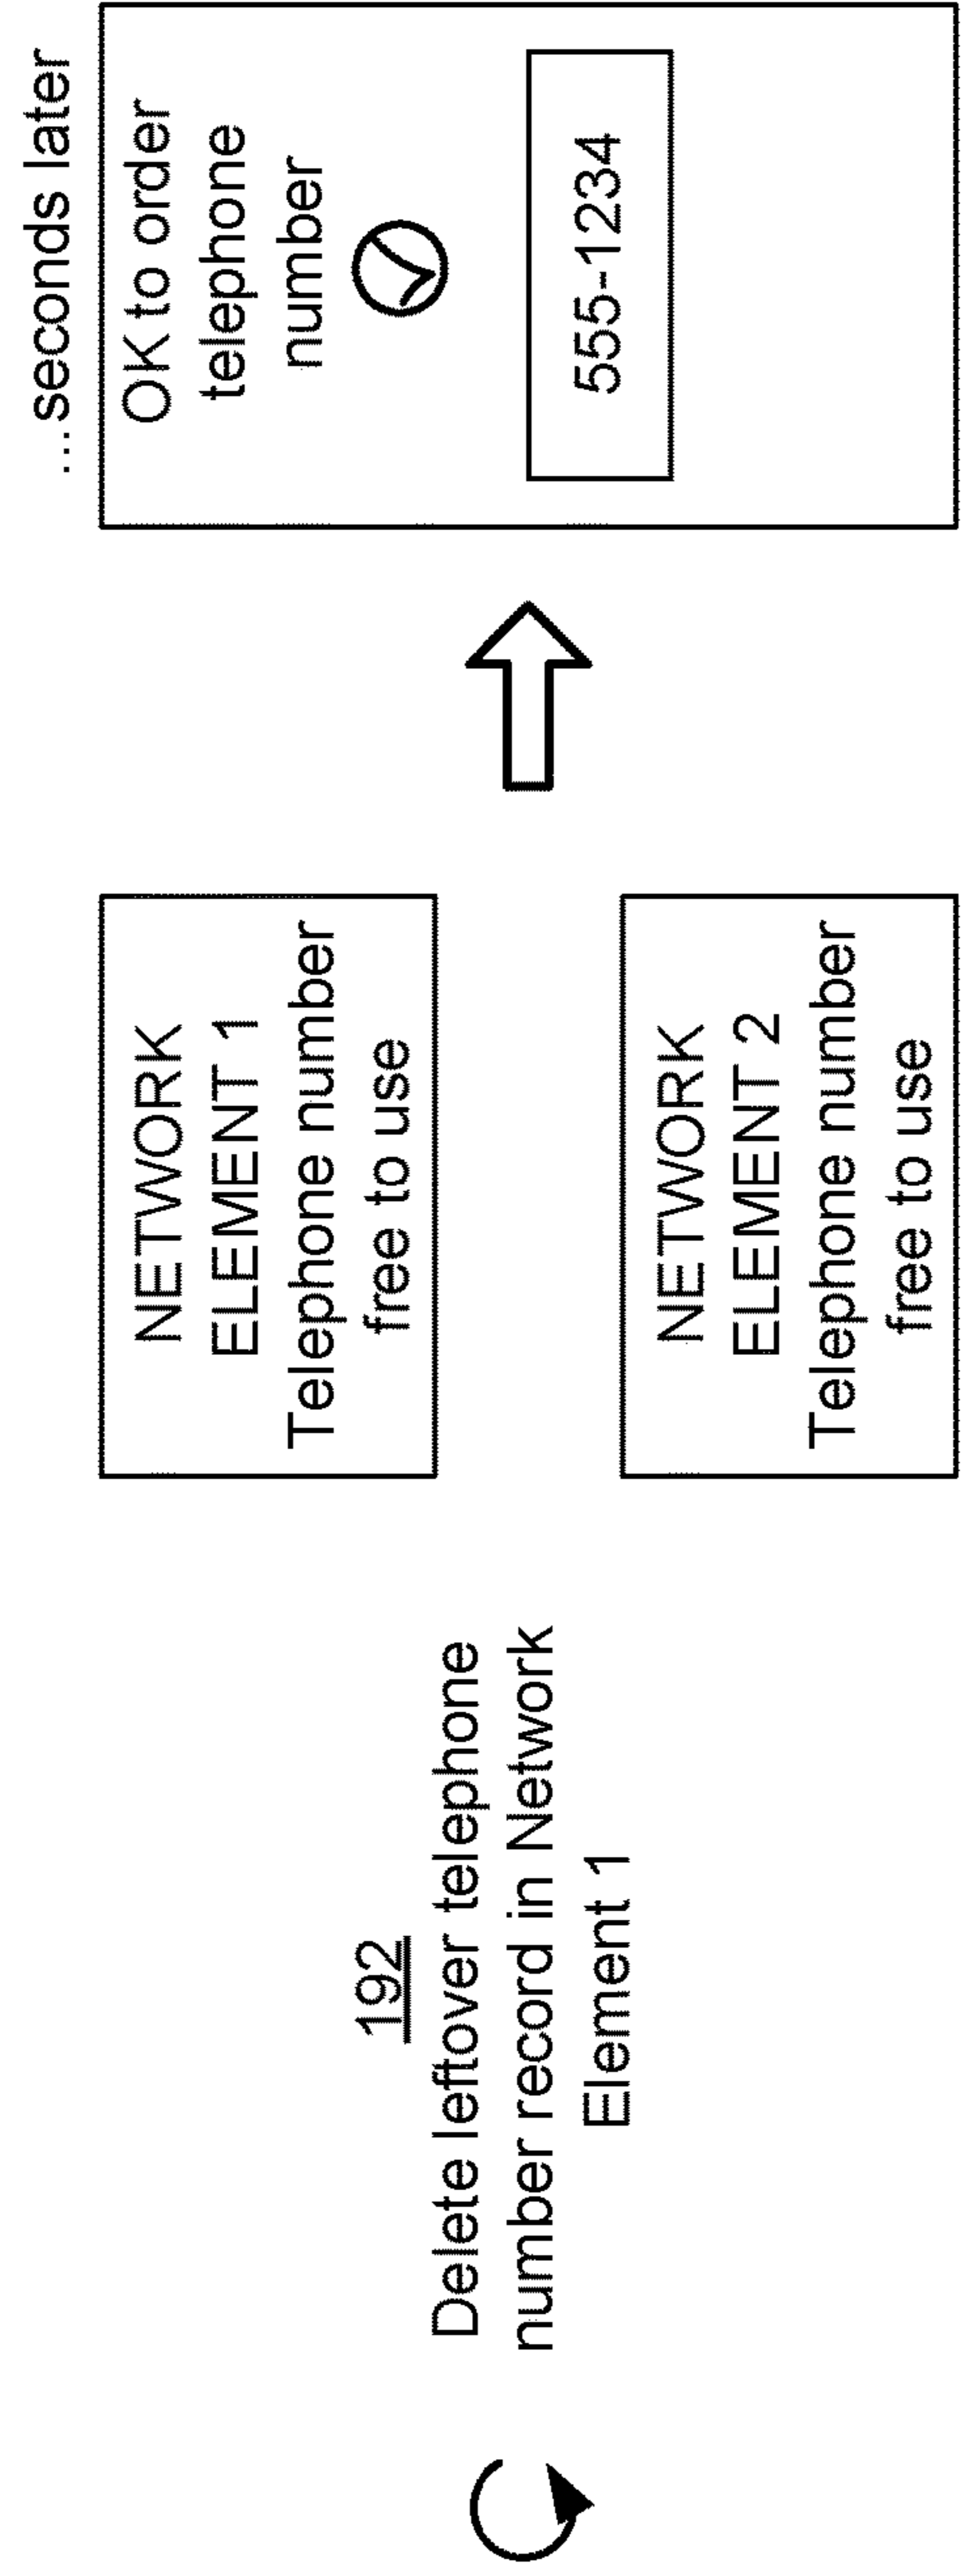 192
Delete leftover telephone
number record in Network
Element 1
NETWORK
ELEMENT 1
Telephone number
free to use
NETWORK
ELEMENT 2
Telephone number
free to use
...seconds later
OK to order
telephone
number
555-1234